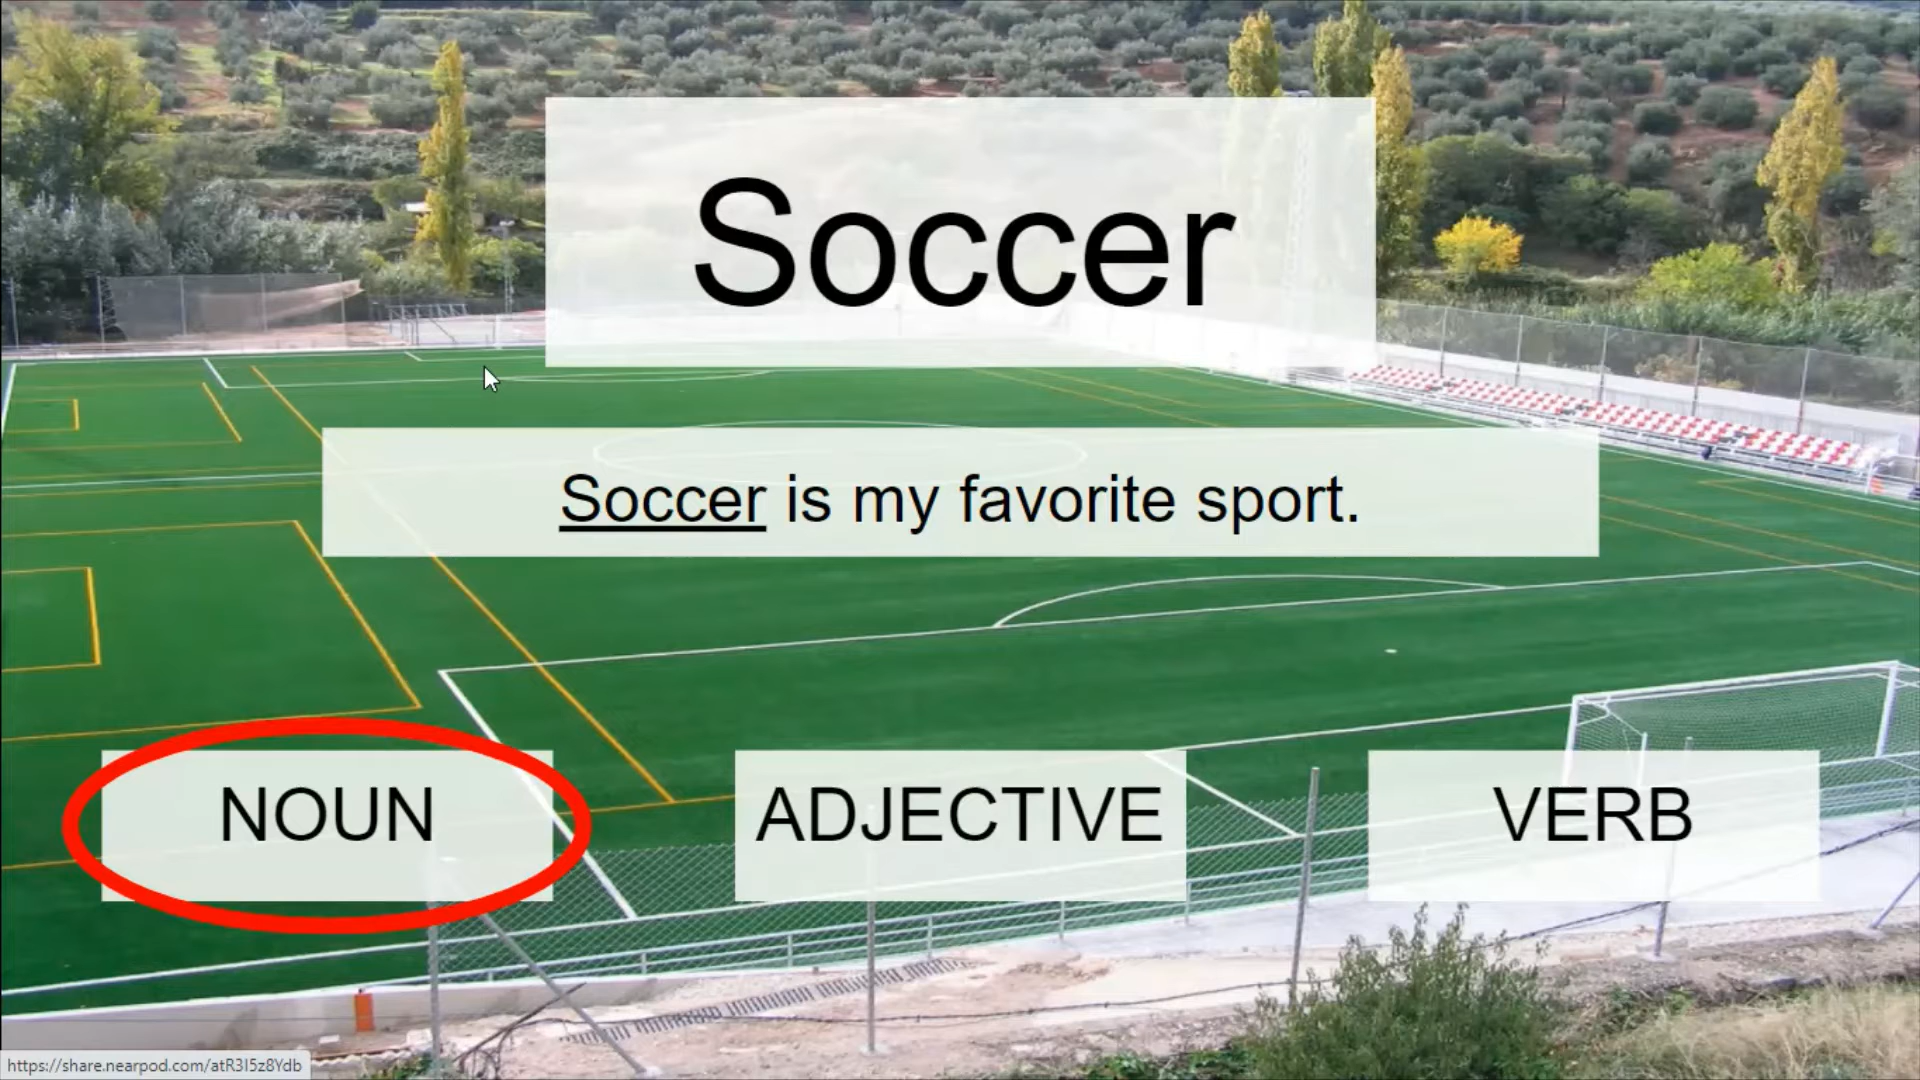 Soccer
Soccer is my favorite sport.
NOUN
ADJECTIVE
VERB
https://share.nearpod.com/atR3I5z8Ydb